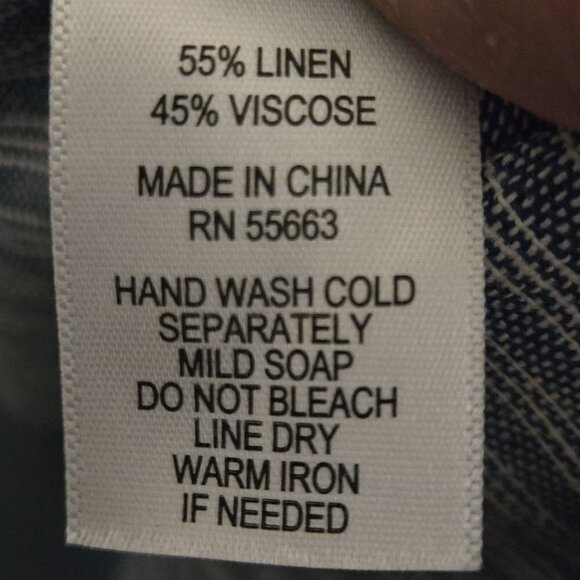 55% LINEN
45% VISCOSE
MADE IN CHINA
RN 55663
HAND WASH COLD
SEPARATELY
MILD SOAP
DO NOT BLEACH
LINE DRY
WARM IRON
IF NEEDED